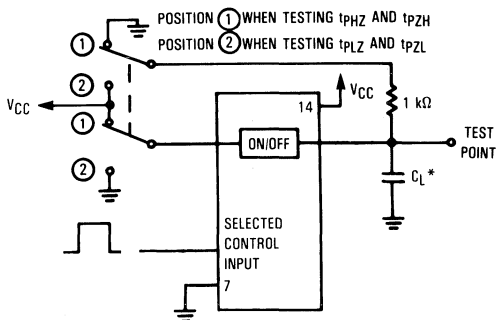 POSITION ① WHEN TESTING tPHZ AND tPZH
① POSITION ② WHEN TESTING tPLZ AND tPZL
②
VCC
14
VCC
1 kΩ
①
ON/OFF
TEST
POINT
②
CL*
SELECTED
CONTROL
INPUT
7